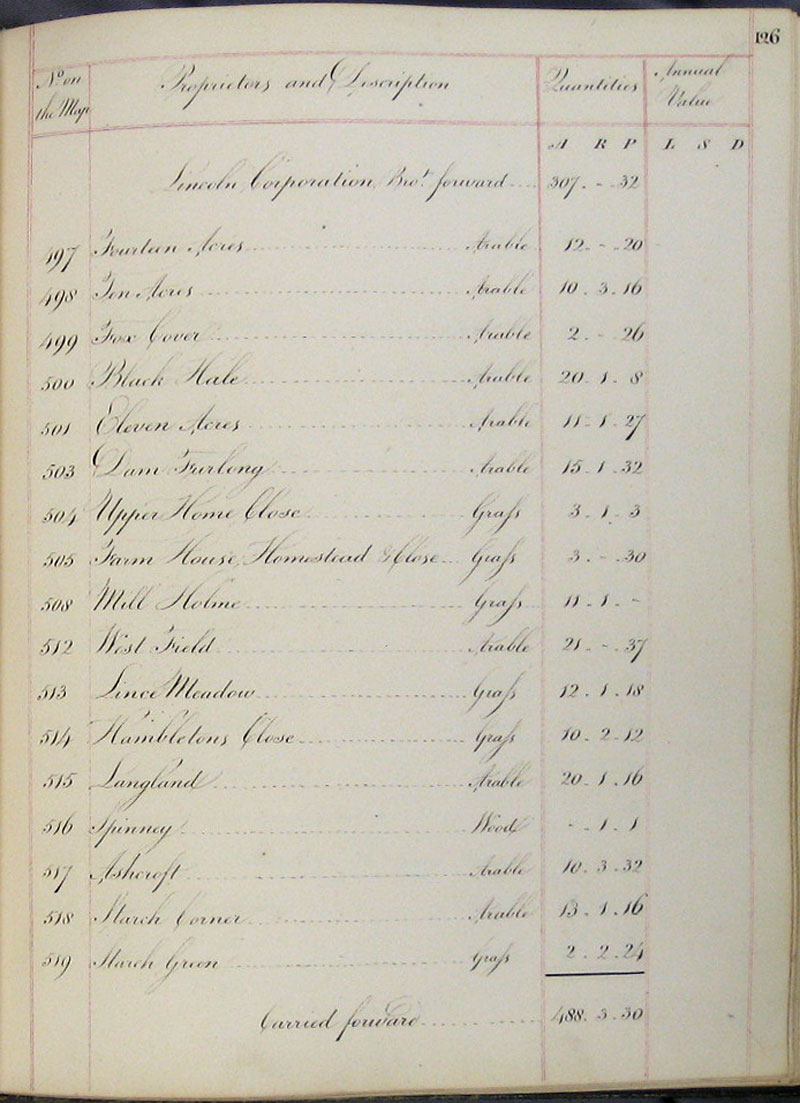 126
No on the Map Proprietors and Description Quantities Annual Value
A R P L S D
Lincoln Corporation, Brot forward 307 . - . 32
497 Fourteen Acres Arable 12 . - . 20
498 Ten Acres Arable 10 . 3 . 16
499 Fox Cover Arable 2 . - . 26
500 Black Hale Arable 20 . 1 . 8
501 Eleven Acres Arable 11 . 1 . 27
503 Dam Furlong Arable 15 . 1 . 32
504 Upper Home Close Grass 3 . 1 . 3
505 Farm House, Homestead & Close Grass 3 . - . 30
508 Mill Holme Grass 11 . 1 . -
512 West Field Arable 21 . - . 37
513 Lince Meadow Grass 12 . 1 . 18
514 Hambletons Close Grass 10 . 2 . 12
515 Langland Arable 20 . 1 . 16
516 Spinney Wood - . 1 . 1
517 Ashcroft Arable 10 . 3 . 32
518 Starch Corner Arable 13 . 1 . 16
519 Starch Green Grass 2 . 2 . 24
Carried forward 488 . 3 . 30